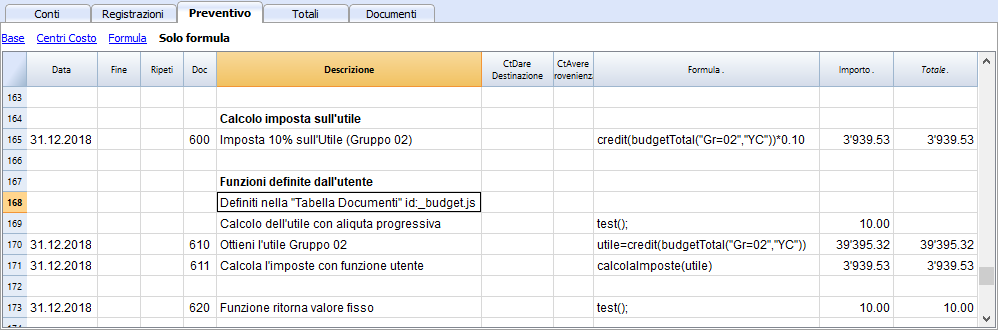 Conti Registrazioni Preventivo Totali Documenti
Base Centri Costo Formula Solo formula
Data Fine Ripeti Doc Descrizione CtDare Destinazione CtAvere rovenienza Formula . Importo . Totale .
163
164 Calcolo imposta sull'utile
165 31.12.2018 600 Imposta 10% sull'Utile (Gruppo 02) credit(budgetTotal("Gr=02","YC"))*0.10 3'939.53 3'939.53
166
167 Funzioni definite dall'utente
168 Definiti nella "Tabella Documenti" id:_budget.js
169 Calcolo dell'utile con aliquta progressiva test(); 10.00
170 31.12.2018 610 Ottieni l'utile Gruppo 02 utile=credit(budgetTotal("Gr=02","YC")) 39'395.32 39'395.32
171 31.12.2018 611 Calcola l'imposte con funzione utente calcolaImposte(utile) 3'939.53 3'939.53
172
173 31.12.2018 620 Funzione ritorna valore fisso test(); 10.00 10.00